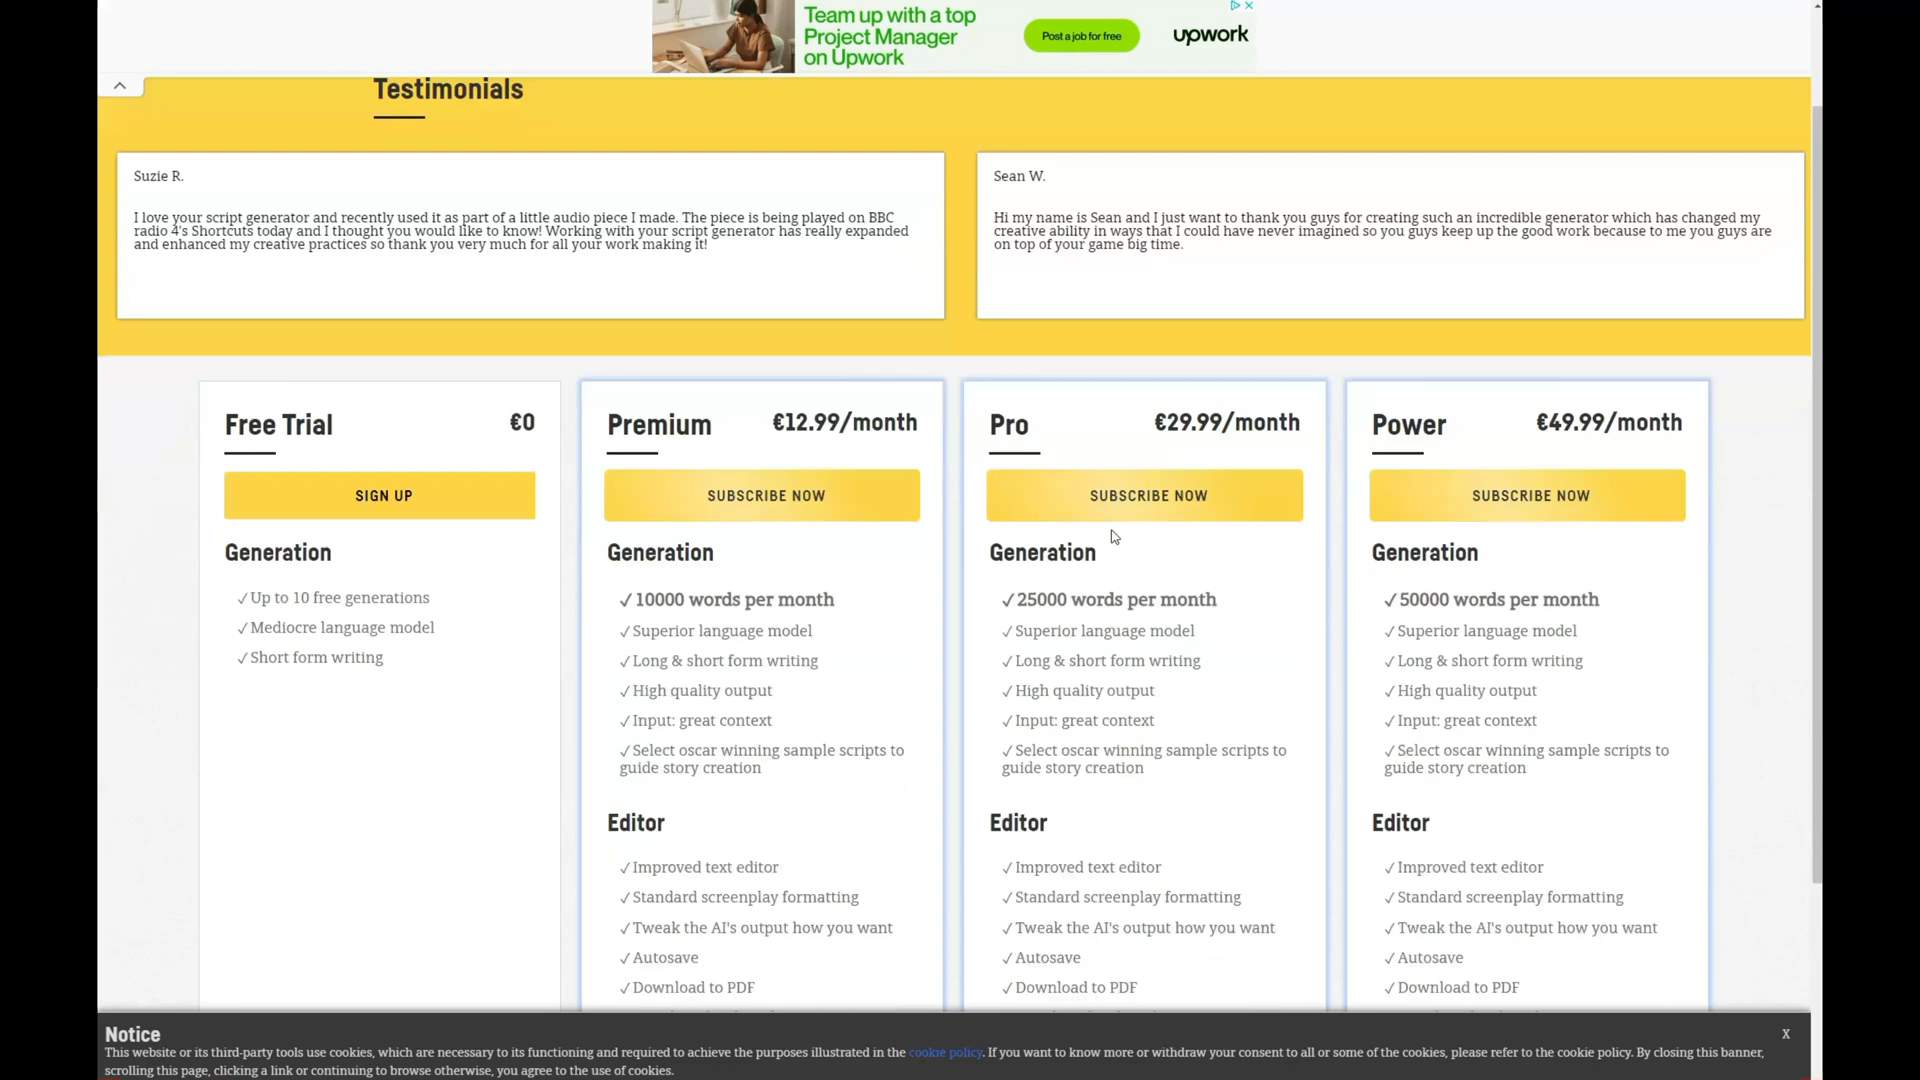 Team up with a top
Project Manager
on Upwork
Post a job for free
upwork
Testimonials
Suzie R.
I love your script generator and recently used it as part of a little audio piece I made. The piece is being played on BBC
radio 4's Shortcuts today and I thought you would like to know! Working with your script generator has really expanded
and enhanced my creative practices so thank you very much for all your work making it!
Sean W.
Hi my name is Sean and I just want to thank you guys for creating such an incredible generator which has changed my
creative ability in ways that I could have never imagined so you guys keep up the good work because to me you guys are
on top of your game big time.
Free Trial €0
SIGN UP
Generation
✓ Up to 10 free generations
✓ Mediocre language model
✓ Short form writing
Premium €12.99/month
SUBSCRIBE NOW
Generation
✓ 10000 words per month
✓ Superior language model
✓ Long & short form writing
✓ High quality output
✓ Input: great context
✓ Select oscar winning sample scripts to
guide story creation
Editor
✓ Improved text editor
✓ Standard screenplay formatting
✓ Tweak the AI's output how you want
✓ Autosave
✓ Download to PDF
Pro €29.99/month
SUBSCRIBE NOW
Generation
✓ 25000 words per month
✓ Superior language model
✓ Long & short form writing
✓ High quality output
✓ Input: great context
✓ Select oscar winning sample scripts to
guide story creation
Editor
✓ Improved text editor
✓ Standard screenplay formatting
✓ Tweak the AI's output how you want
✓ Autosave
✓ Download to PDF
Power €49.99/month
SUBSCRIBE NOW
Generation
✓ 50000 words per month
✓ Superior language model
✓ Long & short form writing
✓ High quality output
✓ Input: great context
✓ Select oscar winning sample scripts to
guide story creation
Editor
✓ Improved text editor
✓ Standard screenplay formatting
✓ Tweak the AI's output how you want
✓ Autosave
✓ Download to PDF
Notice X
This website or its third-party tools use cookies, which are necessary to its functioning and required to achieve the purposes illustrated in the cookie policy. If you want to know more or withdraw your consent to all or some of the cookies, please refer to the cookie policy. By closing this banner,
scrolling this page, clicking a link or continuing to browse otherwise, you agree to the use of cookies.